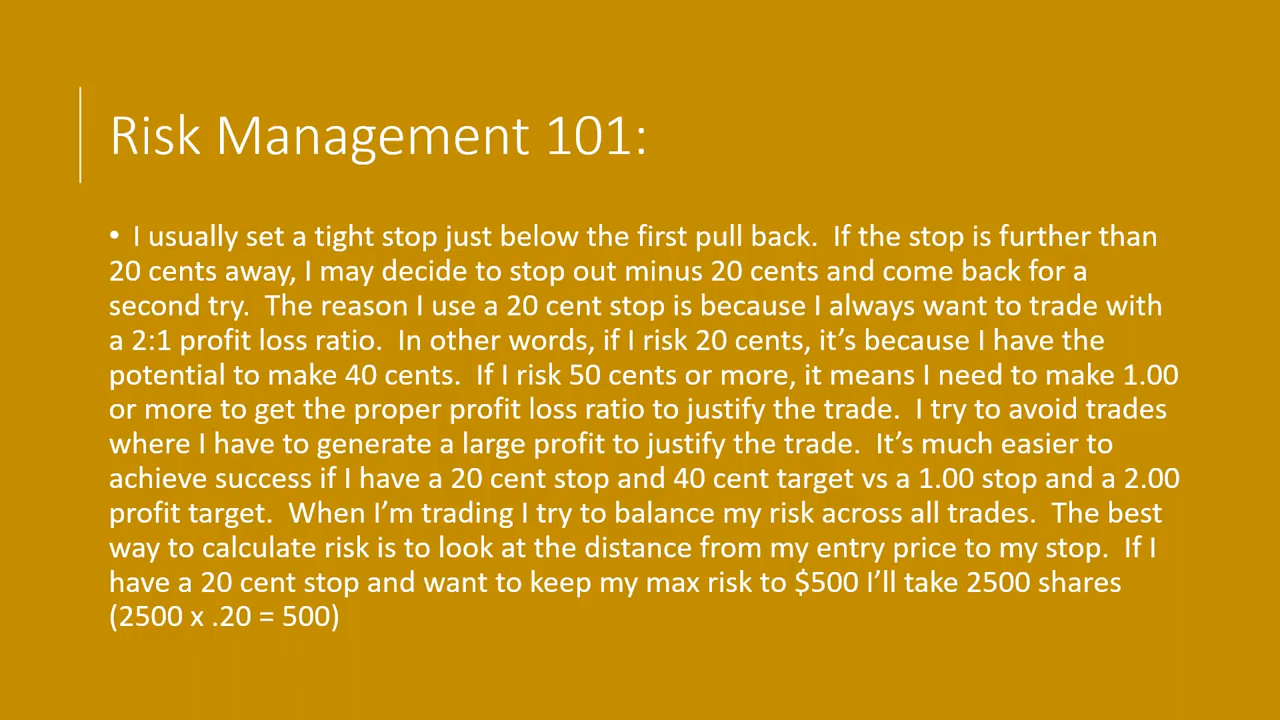 Risk Management 101:
• I usually set a tight stop just below the first pull back.  If the stop is further than
20 cents away, I may decide to stop out minus 20 cents and come back for a
second try.  The reason I use a 20 cent stop is because I always want to trade with
a 2:1 profit loss ratio.  In other words, if I risk 20 cents, it’s because I have the
potential to make 40 cents.  If I risk 50 cents or more, it means I need to make 1.00
or more to get the proper profit loss ratio to justify the trade.  I try to avoid trades
where I have to generate a large profit to justify the trade.  It’s much easier to
achieve success if I have a 20 cent stop and 40 cent target vs a 1.00 stop and a 2.00
profit target.  When I’m trading I try to balance my risk across all trades.  The best
way to calculate risk is to look at the distance from my entry price to my stop.  If I
have a 20 cent stop and want to keep my max risk to $500 I’ll take 2500 shares
(2500 x .20 = 500)